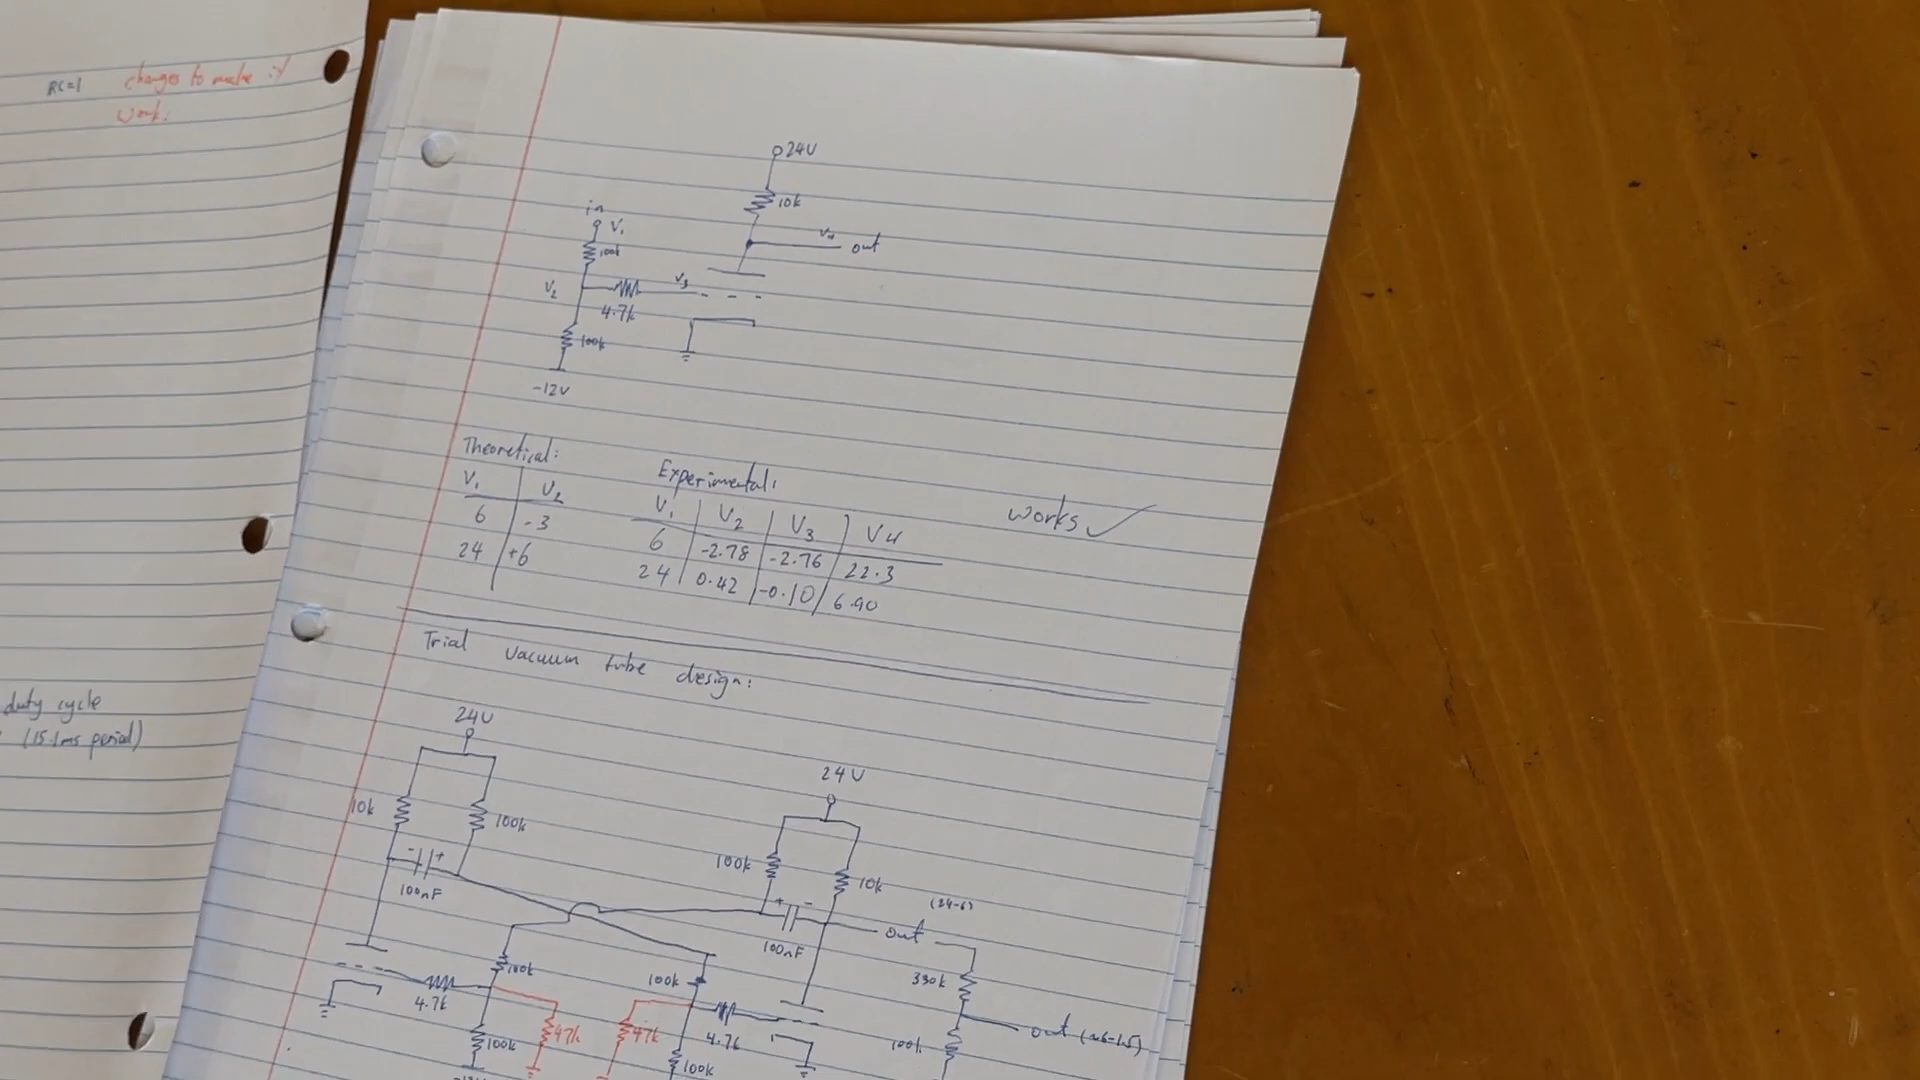 RC=1 changes to make it
work:
duty cycle
(15.1ms period)
24V
10k
in
V1
100k
V4 out
V2
V3
4.7k
100k
-12V
Theoretical:
V1 V2
6 -3
24 +6
Experimental:
V1 V2 V3 V4
6 -2.78 -2.76 22.3
24 0.42 -0.10 6.90
works ✓
Trial vacuum tube design:
24V
10k
100k
- +
100nF
24V
100k
10k
+ -
100nF
(24-6)
out
100k
100k
330k
4.7k
47k
47k
4.7k
out
100k
100k
100k